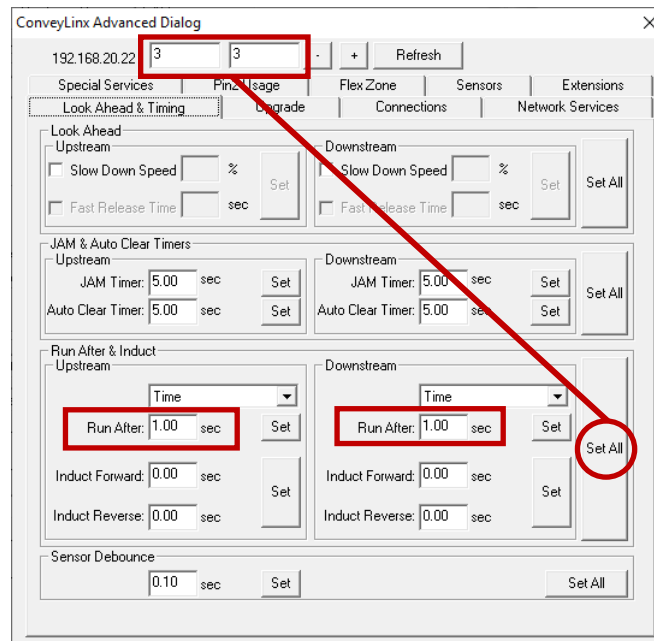 ConveyLinx Advanced Dialog
192.168.20.22 3 3 - + Refresh
Special Services Pin2 Usage Flex Zone Sensors Extensions
Look Ahead & Timing Upgrade Connections Network Services
Look Ahead
Upstream Downstream
Slow Down Speed % Set Slow Down Speed % Set Set All
Fast Release Time sec Fast Release Time sec
JAM & Auto Clear Timers
Upstream Downstream
JAM Timer: 5.00 sec Set JAM Timer: 5.00 sec Set Set All
Auto Clear Timer: 5.00 sec Set Auto Clear Timer: 5.00 sec Set
Run After & Induct
Upstream Downstream
Time Time
Run After: 1.00 sec Set Run After: 1.00 sec Set Set All
Induct Forward: 0.00 sec Set Induct Forward: 0.00 sec Set
Induct Reverse: 0.00 sec Induct Reverse: 0.00 sec
Sensor Debounce
0.10 sec Set Set All